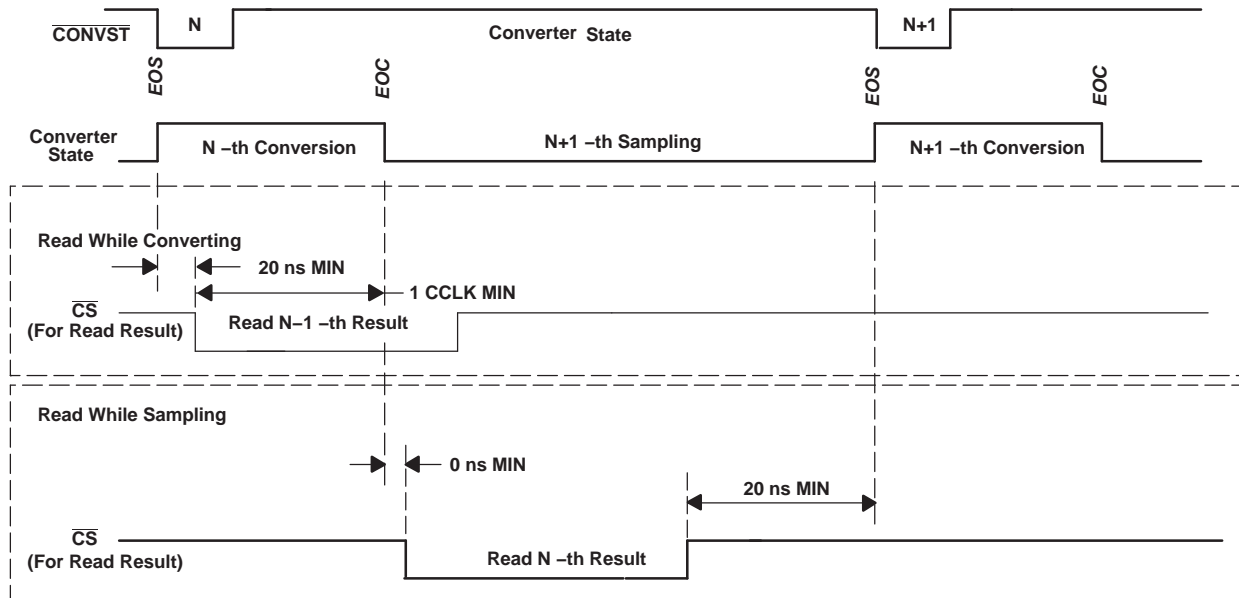 CONVST
N
Converter State
N+1
EOS
EOC
EOS
EOC
Converter
State
N –th Conversion
N+1 –th Sampling
N+1 –th Conversion
Read While Converting
20 ns MIN
1 CCLK MIN
CS
(For Read Result)
Read N–1 –th Result
Read While Sampling
0 ns MIN
20 ns MIN
CS
(For Read Result)
Read N –th Result